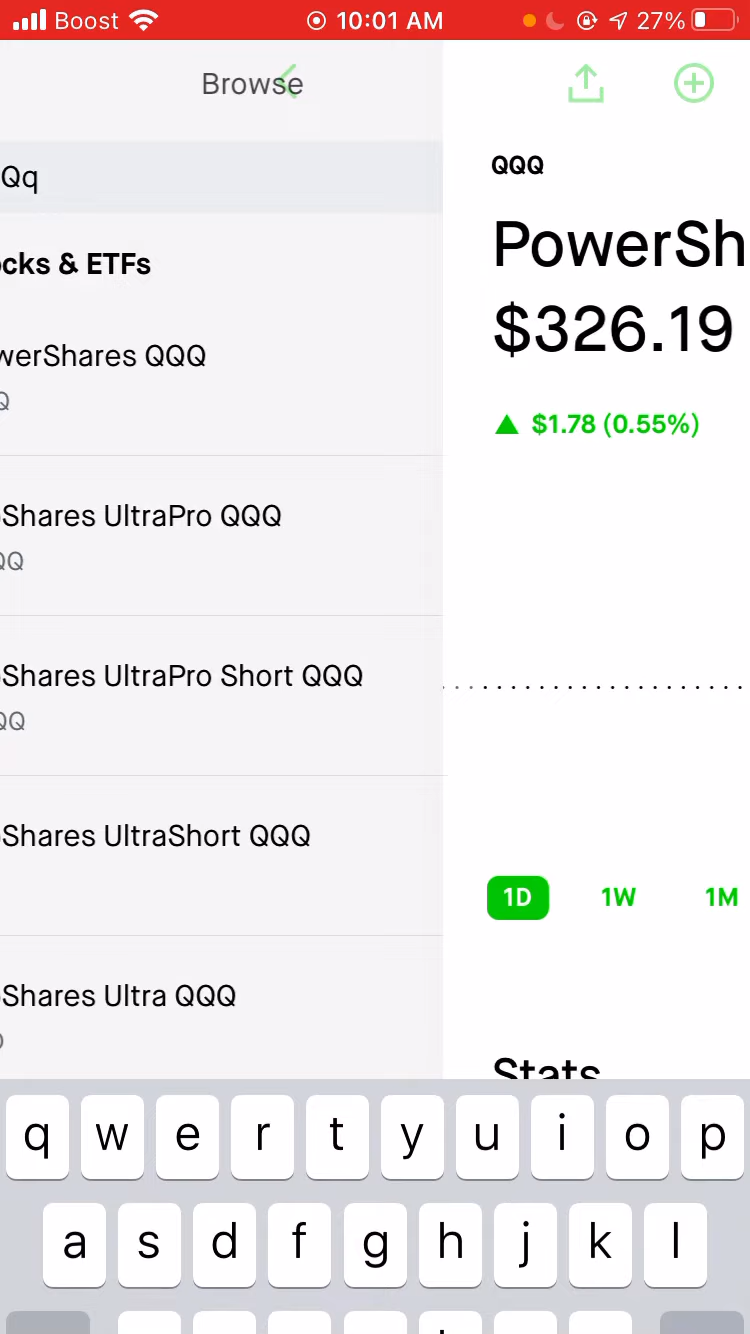 Boost 10:01 AM 27%
Browse
Qq
cks & ETFs
werShares QQQ
Shares UltraPro QQQ
Shares UltraPro Short QQQ
Shares UltraShort QQQ
Shares Ultra QQQ
QQQ
PowerSh
$326.19
▲ $1.78 (0.55%)
1D 1W 1M
Stats
q w e r t y u i o p
a s d f g h j k l